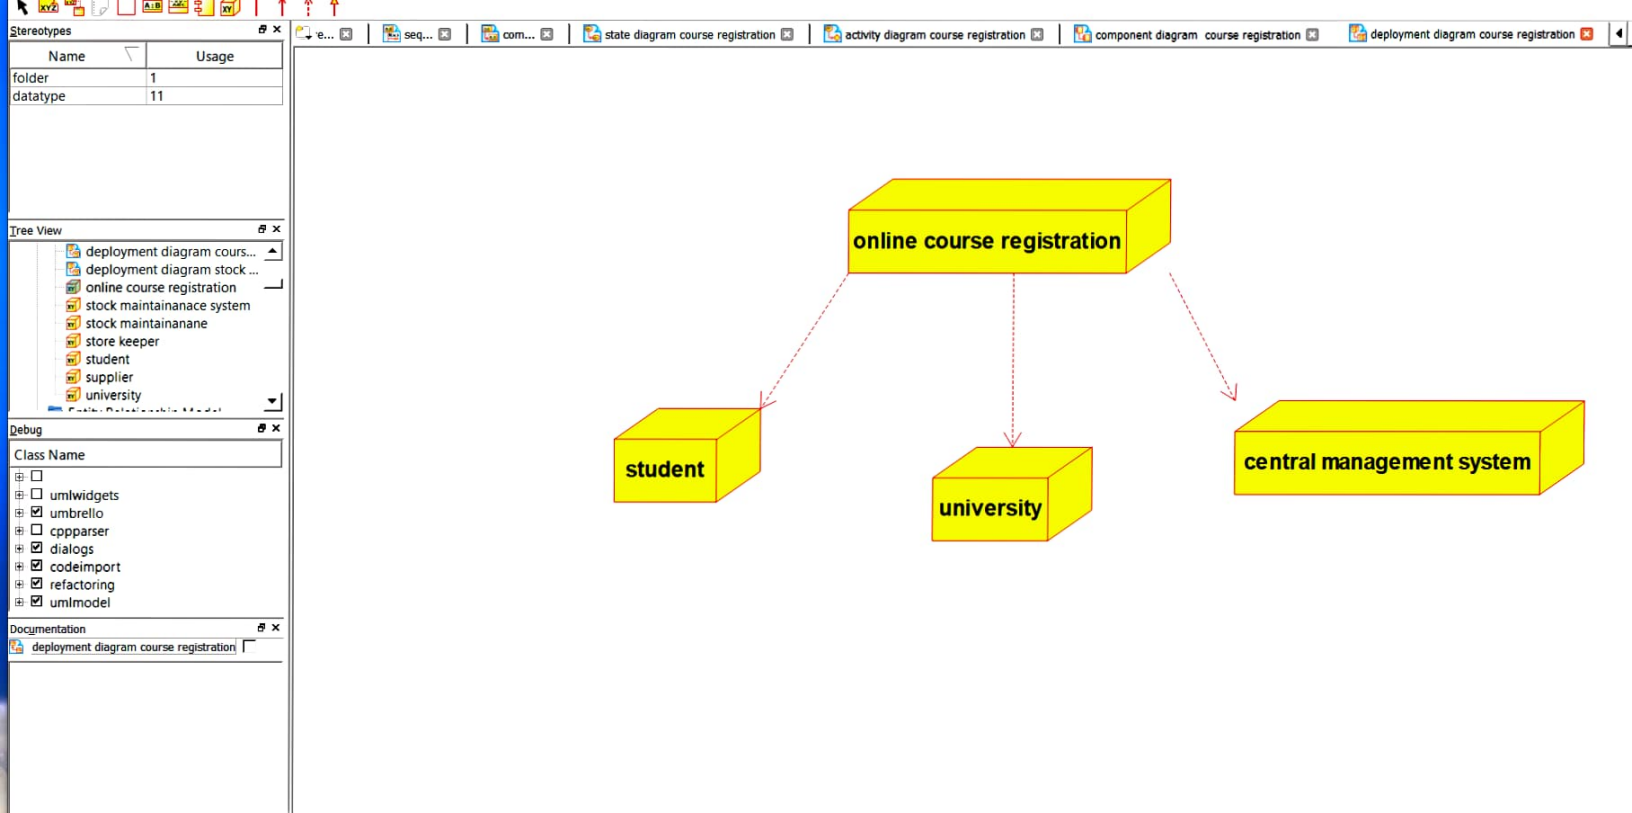 XYZ
A:B
XY
Stereotypes
Name Usage
folder 1
datatype 11
Tree View
deployment diagram cours...
deployment diagram stock ...
online course registration
stock maintainanace system
stock maintainanane
store keeper
student
supplier
university
Debug
Class Name
umlwidgets
umbrello
cppparser
dialogs
codeimport
refactoring
umlmodel
Documentation
deployment diagram course registration
'e... seq... com... state diagram course registration activity diagram course registration component diagram course registration deployment diagram course registration
online course registration
student
university
central management system